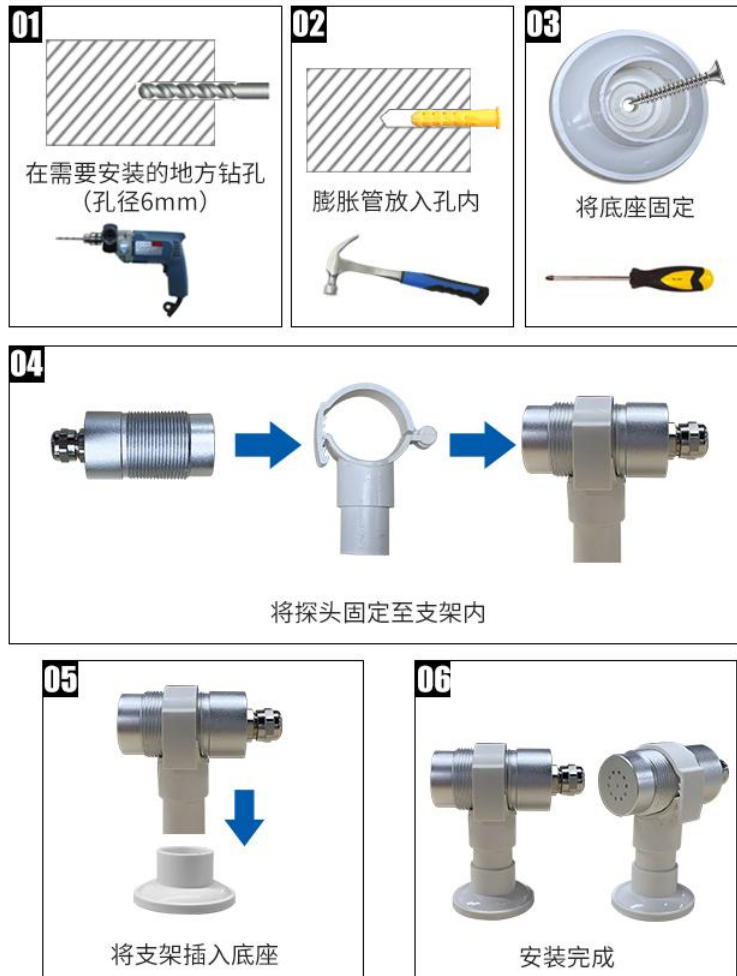 01
在需要安装的地方钻孔
（孔径6mm）
02
膨胀管放入孔内
03
将底座固定
04
将探头固定至支架内
05
将支架插入底座
06
安装完成